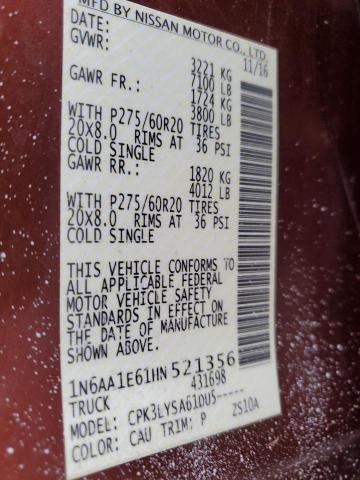 MFD BY NISSAN MOTOR CO., LTD.
DATE: 11/16
GVWR: 3221 KG
7100 LB
GAWR FR.: 1724 KG
3800 LB
WITH P275/60R20 TIRES
20X8.0 RIMS AT 36 PSI
COLD SINGLE
GAWR RR.: 1820 KG
4012 LB
WITH P275/60R20 TIRES
20X8.0 RIMS AT 36 PSI
COLD SINGLE
THIS VEHICLE CONFORMS TO
ALL APPLICABLE FEDERAL
MOTOR VEHICLE SAFETY
STANDARDS IN EFFECT ON
THE DATE OF MANUFACTURE
SHOWN ABOVE.
1N6AA1E61HN521356
TRUCK 431698
MODEL: CPK3LYSA61DU5-----
COLOR: CAU TRIM: P ZS10A